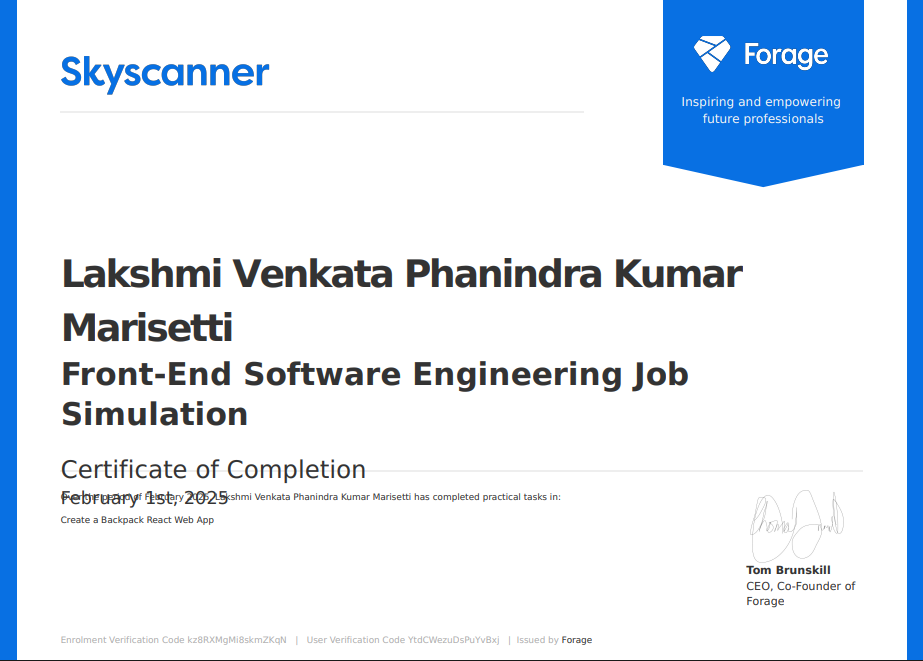 Skyscanner
Forage
Inspiring and empowering
future professionals
Lakshmi Venkata Phanindra Kumar
Marisetti
Front-End Software Engineering Job
Simulation
Certificate of Completion
February 1st, 2025
Over the period of February 2025, Lakshmi Venkata Phanindra Kumar Marisetti has completed practical tasks in:
Create a Backpack React Web App
Tom Brunskill
CEO, Co-Founder of
Forage
Enrolment Verification Code kz8RXMgMi8skmZKqN | User Verification Code YtdCWezuDsPuYvBxj | Issued by Forage